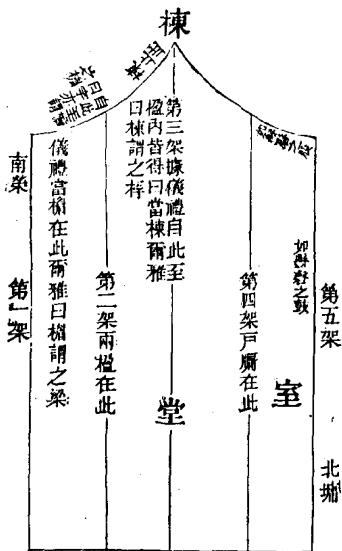 棟
第五架
北墉
室
第四架戶牖在此
堂
第三架據儀禮自此至
楹內皆得曰當棟爾雅
曰棟謂之桴
第二架兩楹在此
儀禮當楣在此爾雅曰楣謂之梁
第一架
南榮